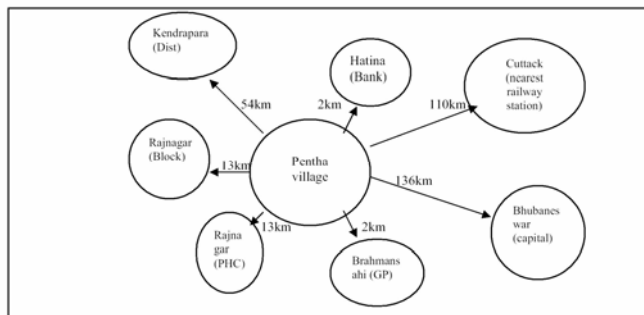 Kendrapara
(Dist)
Hatina
(Bank)
Cuttack
(nearest
railway
station)
54km
2km
110km
Rajnagar
(Block)
13km
Pentha
village
136km
Rajna
gar
(PHC)
13km
2km
Brahmans
ahi (GP)
Bhubanes
war
(capital)